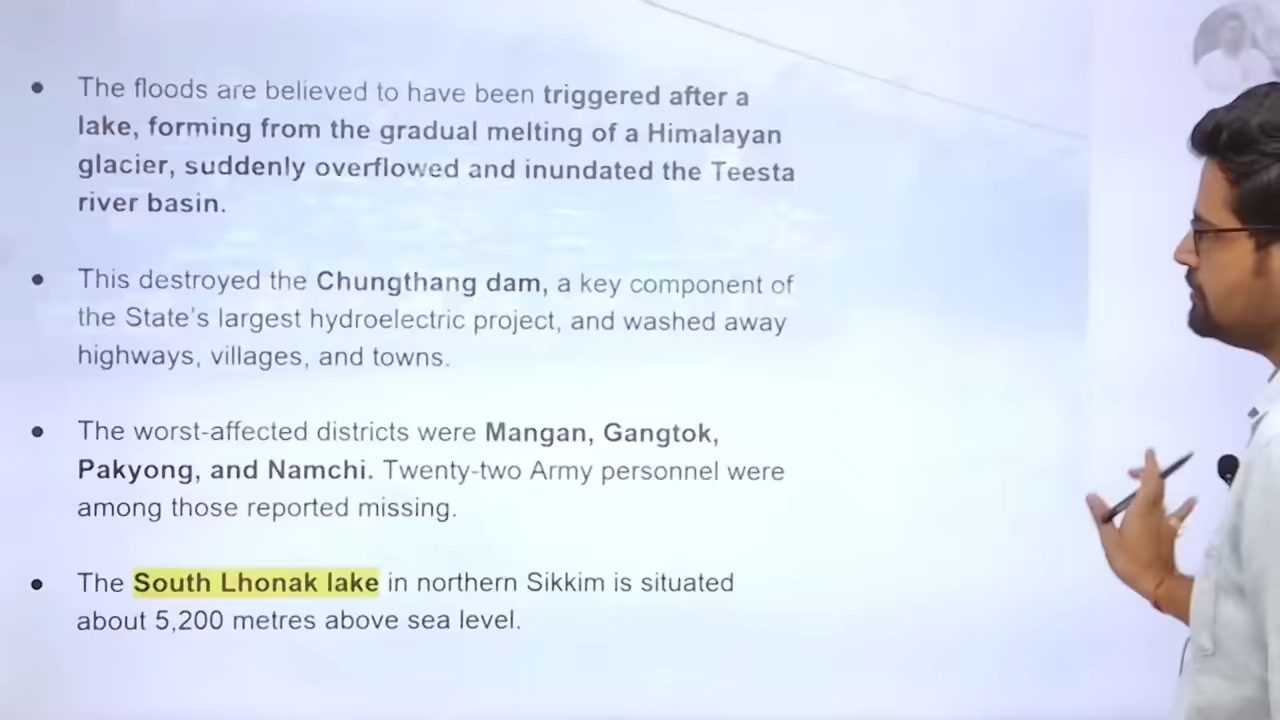 The floods are believed to have been triggered after a
lake, forming from the gradual melting of a Himalayan
glacier, suddenly overflowed and inundated the Teesta
river basin.
This destroyed the Chungthang dam, a key component of
the State's largest hydroelectric project, and washed away
highways, villages, and towns.
The worst-affected districts were Mangan, Gangtok,
Pakyong, and Namchi. Twenty-two Army personnel were
among those reported missing.
The South Lhonak lake in northern Sikkim is situated
about 5,200 metres above sea level.